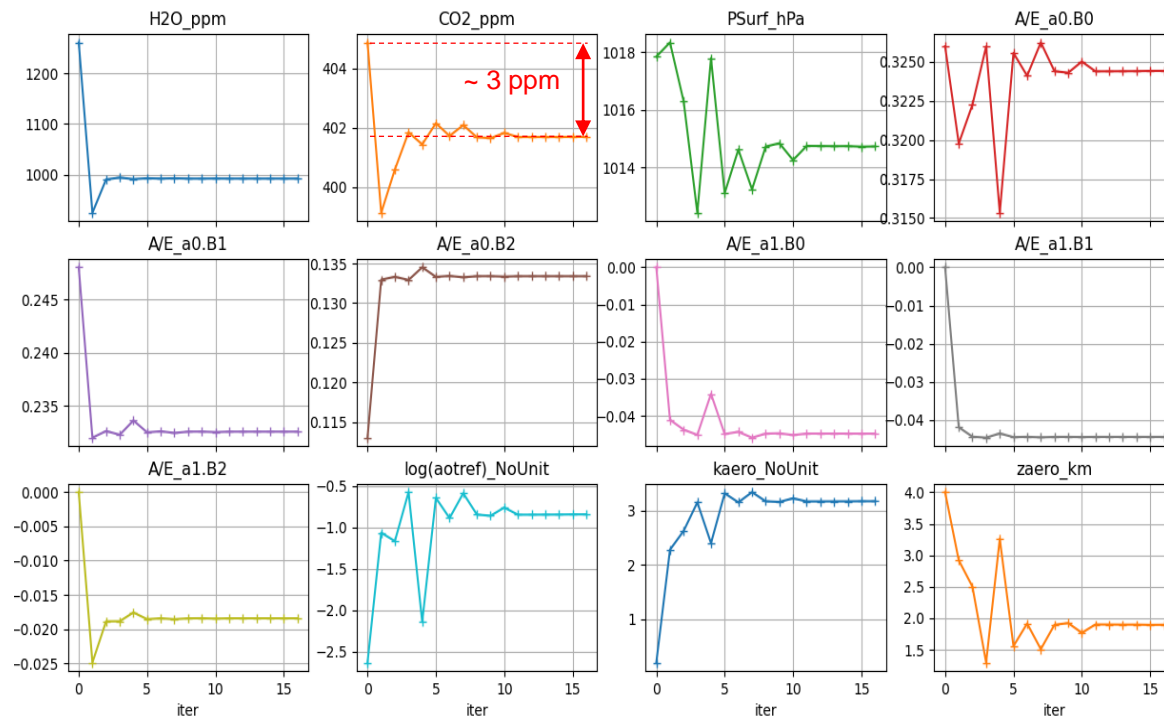 H2O_ppm
CO2_ppm
PSurf_hPa
A/E_a0.B0
1200
1100
1000
404
402
400
~ 3 ppm
1018
1016
1014
0.3250
0.3225
0.3200
0.3175
0.3150
A/E_a0.B1
A/E_a0.B2
A/E_a1.B0
A/E_a1.B1
0.245
0.240
0.235
0.135
0.130
0.125
0.120
0.115
0.00
−0.01
−0.02
−0.03
−0.04
0.00
−0.01
−0.02
−0.03
−0.04
A/E_a1.B2
log(aotref)_NoUnit
kaero_NoUnit
zaero_km
0.000
−0.005
−0.010
−0.015
−0.020
−0.025
−0.5
−1.0
−1.5
−2.0
−2.5
3
2
1
4.0
3.5
3.0
2.5
2.0
1.5
0 5 10 15
0 5 10 15
0 5 10 15
0 5 10 15
iter
iter
iter
iter